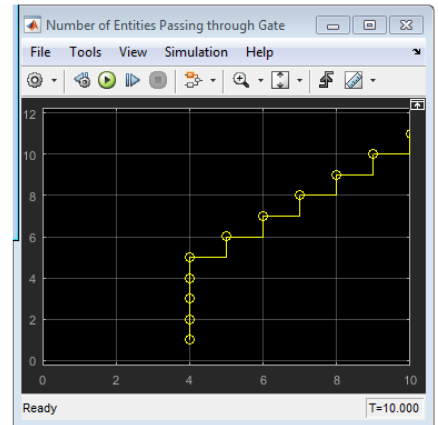 Number of Entities Passing through Gate
File Tools View Simulation Help
12
10
8
6
4
2
0
0 2 4 6 8 10
Ready T=10.000